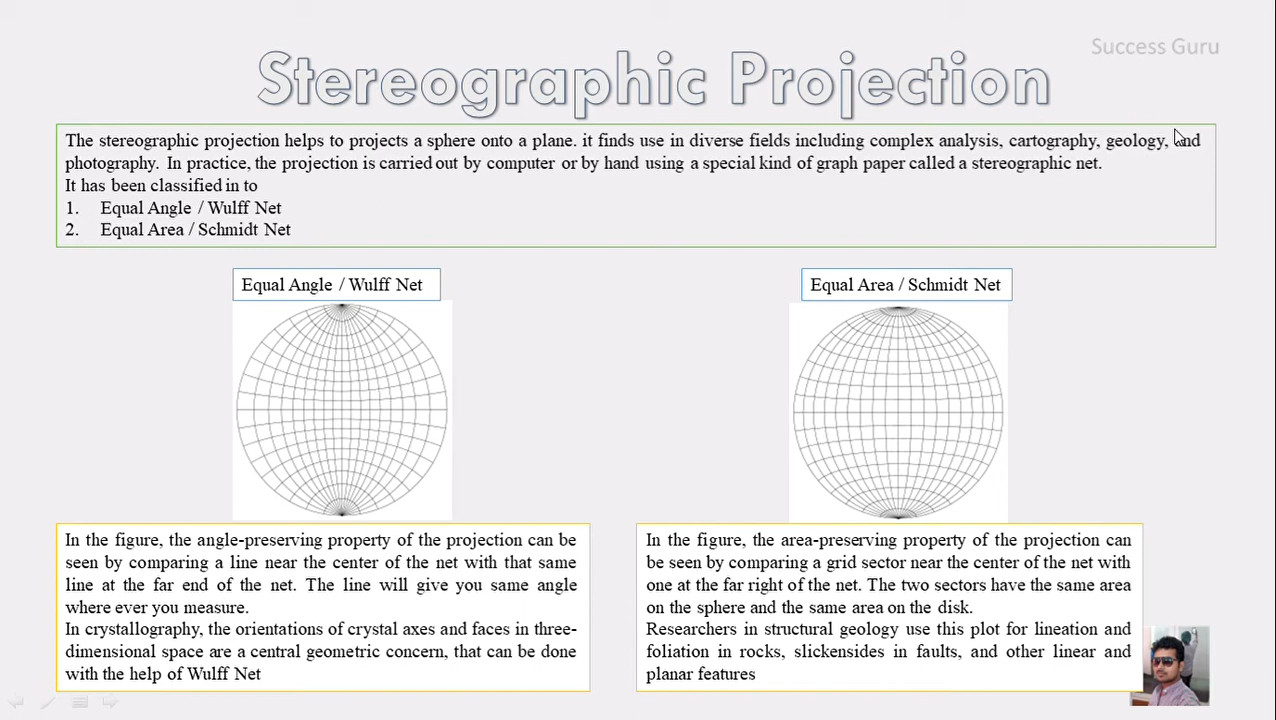 Success Guru
Stereographic Projection
The stereographic projection helps to projects a sphere onto a plane. it finds use in diverse fields including complex analysis, cartography, geology, and
photography. In practice, the projection is carried out by computer or by hand using a special kind of graph paper called a stereographic net.
It has been classified in to
1. Equal Angle / Wulff Net
2. Equal Area / Schmidt Net
Equal Angle / Wulff Net
In the figure, the angle-preserving property of the projection can be
seen by comparing a line near the center of the net with that same
line at the far end of the net. The line will give you same angle
where ever you measure.
In crystallography, the orientations of crystal axes and faces in three-
dimensional space are a central geometric concern, that can be done
with the help of Wulff Net
Equal Area / Schmidt Net
In the figure, the area-preserving property of the projection can
be seen by comparing a grid sector near the center of the net with
one at the far right of the net. The two sectors have the same area
on the sphere and the same area on the disk.
Researchers in structural geology use this plot for lineation and
foliation in rocks, slickensides in faults, and other linear and
planar features